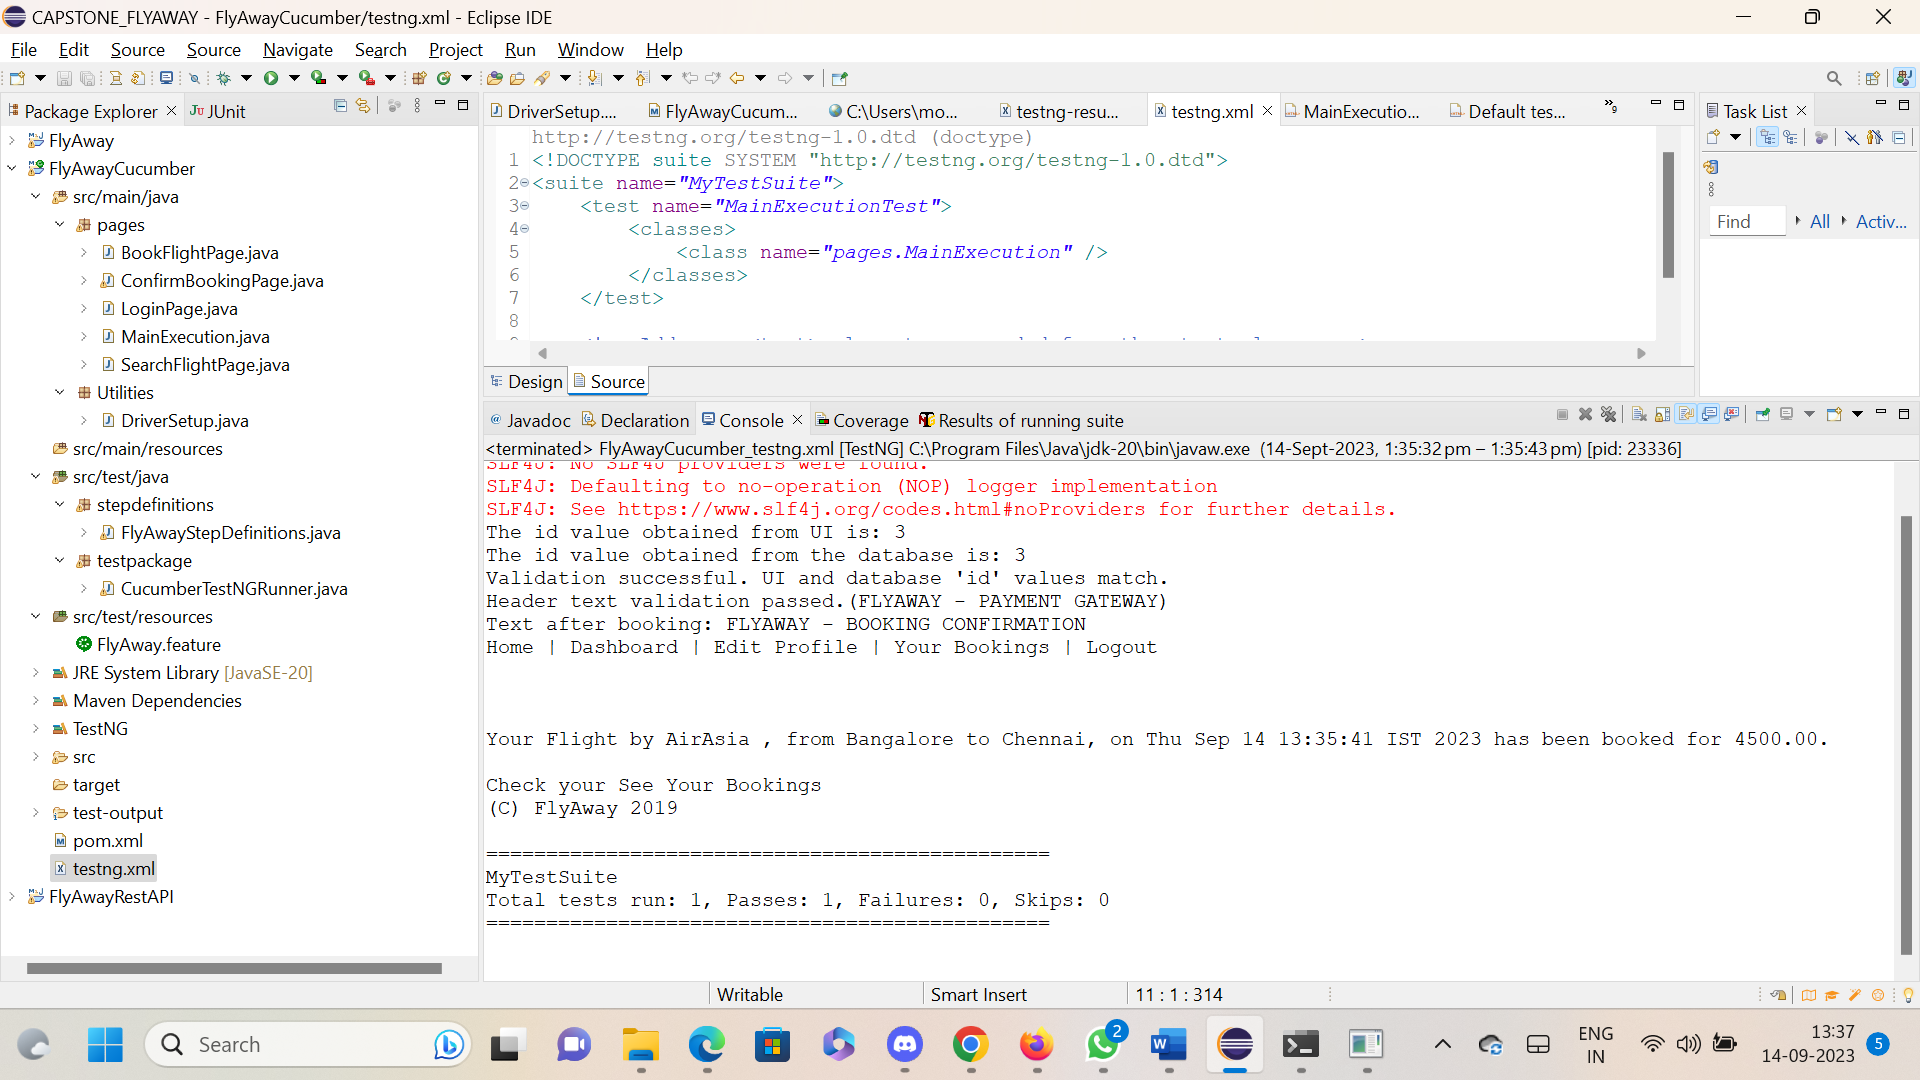 CAPSTONE_FLYAWAY - FlyAwayCucumber/testng.xml - Eclipse IDE
File Edit Source Source Navigate Search Project Run Window Help
Package Explorer JUnit
FlyAway
FlyAwayCucumber
src/main/java
pages
BookFlightPage.java
ConfirmBookingPage.java
LoginPage.java
MainExecution.java
SearchFlightPage.java
Utilities
DriverSetup.java
src/main/resources
src/test/java
stepdefinitions
FlyAwayStepDefinitions.java
testpackage
CucumberTestNGRunner.java
src/test/resources
FlyAway.feature
JRE System Library [JavaSE-20]
Maven Dependencies
TestNG
src
target
test-output
pom.xml
testng.xml
FlyAwayRestAPI
DriverSetup.... FlyAwayCucum... C:\Users\mo... testng-resu... testng.xml MainExecutio... Default tes... 9
http://testng.org/testng-1.0.dtd (doctype)
1 <!DOCTYPE suite SYSTEM "http://testng.org/testng-1.0.dtd">
2 <suite name="MyTestSuite">
3 <test name="MainExecutionTest">
4 <classes>
5 <class name="pages.MainExecution" />
6 </classes>
7 </test>
8
Design Source
Task List
Find All Activ...
Javadoc Declaration Console Coverage Results of running suite
<terminated> FlyAwayCucumber_testng.xml [TestNG] C:\Program Files\Java\jdk-20\bin\javaw.exe (14-Sept-2023, 1:35:32 pm – 1:35:43 pm) [pid: 23336]
SLF4J: No SLF4J providers were found.
SLF4J: Defaulting to no-operation (NOP) logger implementation
SLF4J: See https://www.slf4j.org/codes.html#noProviders for further details.
The id value obtained from UI is: 3
The id value obtained from the database is: 3
Validation successful. UI and database 'id' values match.
Header text validation passed.(FLYAWAY - PAYMENT GATEWAY)
Text after booking: FLYAWAY - BOOKING CONFIRMATION
Home | Dashboard | Edit Profile | Your Bookings | Logout
Your Flight by AirAsia , from Bangalore to Chennai, on Thu Sep 14 13:35:41 IST 2023 has been booked for 4500.00.
Check your See Your Bookings
(C) FlyAway 2019
===============================================
MyTestSuite
Total tests run: 1, Passes: 1, Failures: 0, Skips: 0
===============================================
Writable Smart Insert 11 : 1 : 314
Search
2
ENG
IN
13:37
14-09-2023
5